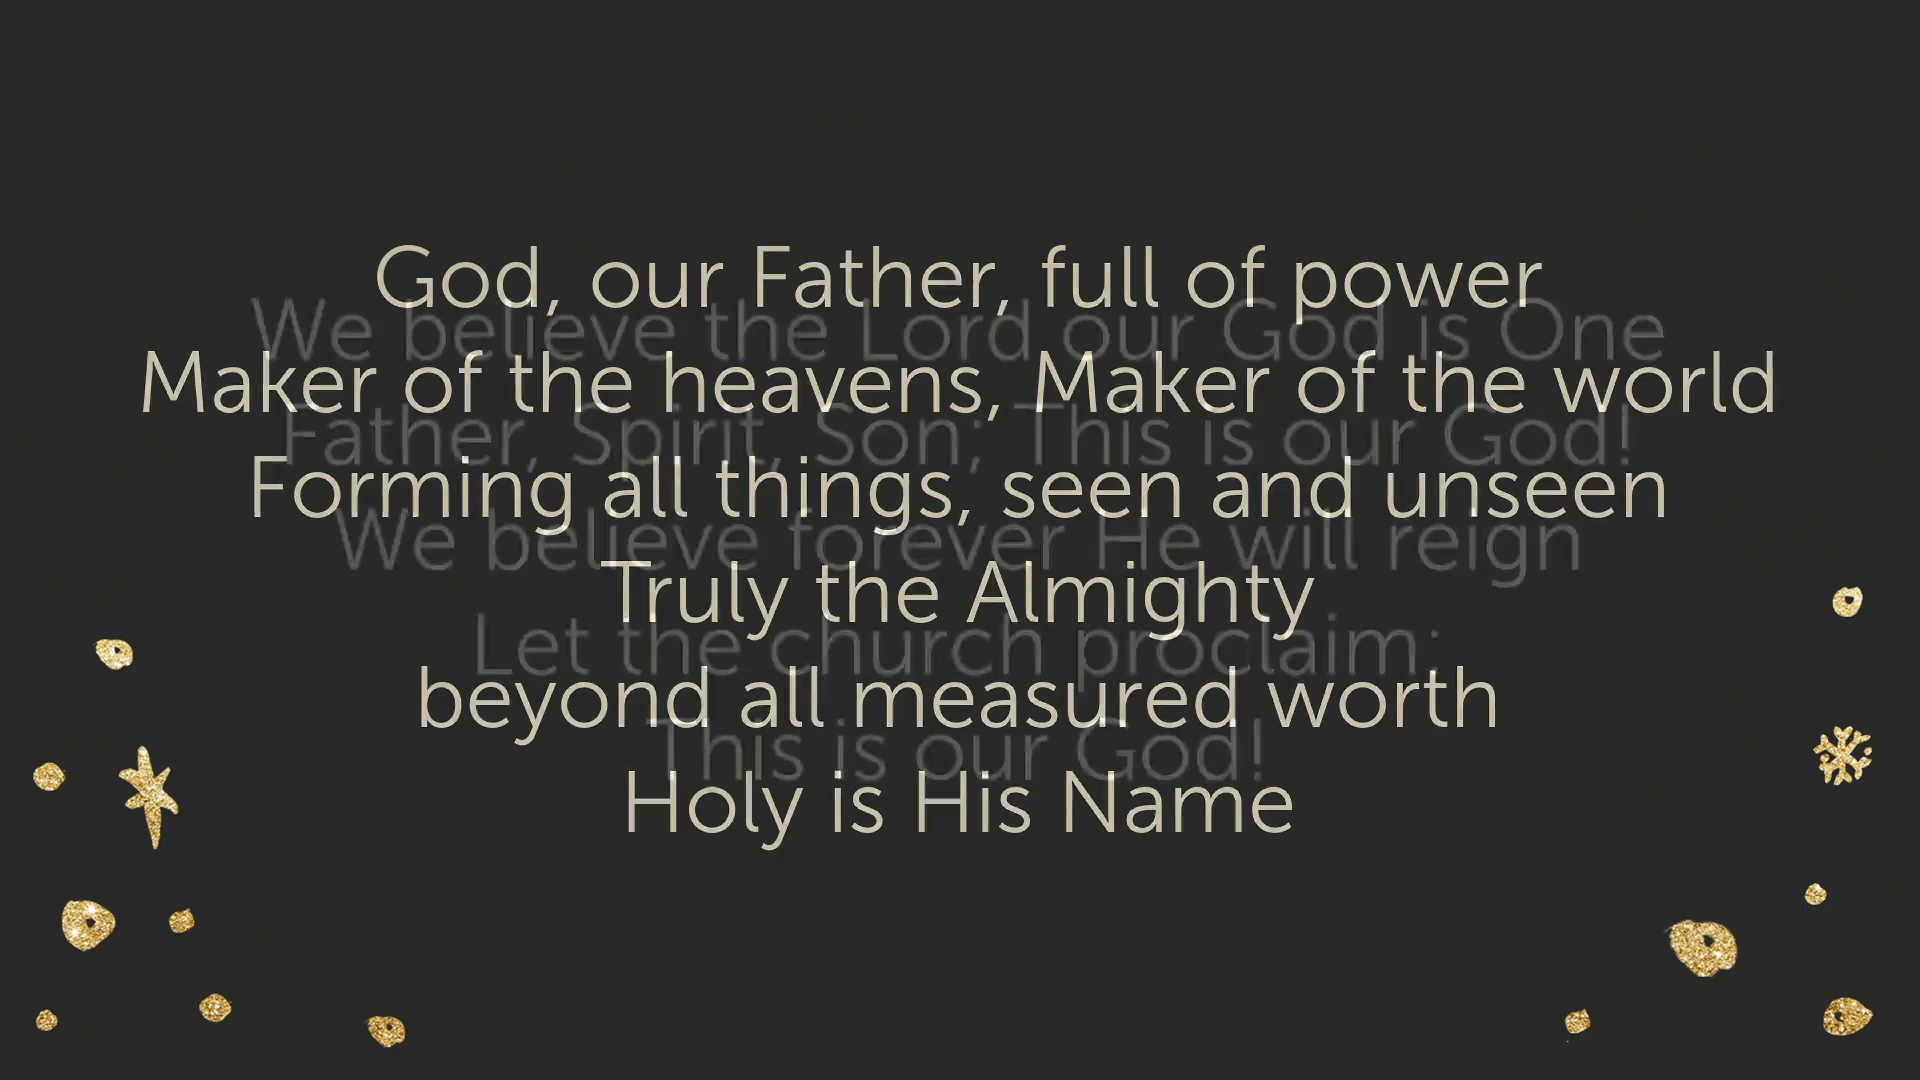 God, our Father, full of power
We believe the Lord our God is One
Maker of the heavens, Maker of the world
Father, Spirit, Son; This is our God!
Forming all things, seen and unseen
We believe forever He will reign
Truly the Almighty
Let the church proclaim;
beyond all measured worth
This is our God!
Holy is His Name